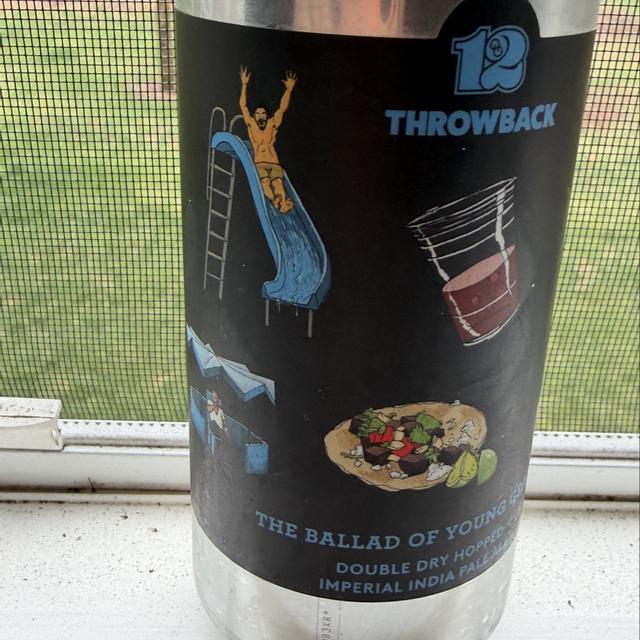 12
THROWBACK
THE BALLAD OF YOUNG
DOUBLE DRY HOPPED
IMPERIAL INDIA PALE